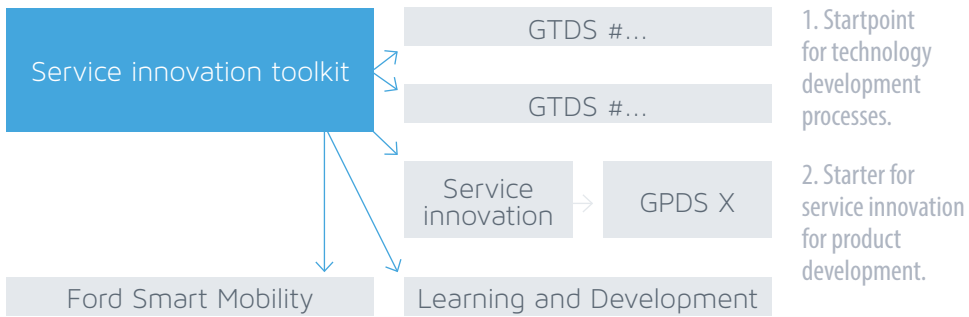 GTDS #...
Service innovation toolkit
GTDS #...
1. Startpoint
for technology
development
processes.
Service
innovation
GPDS X
2. Starter for
service innovation
for product
development.
Ford Smart Mobility
Learning and Development